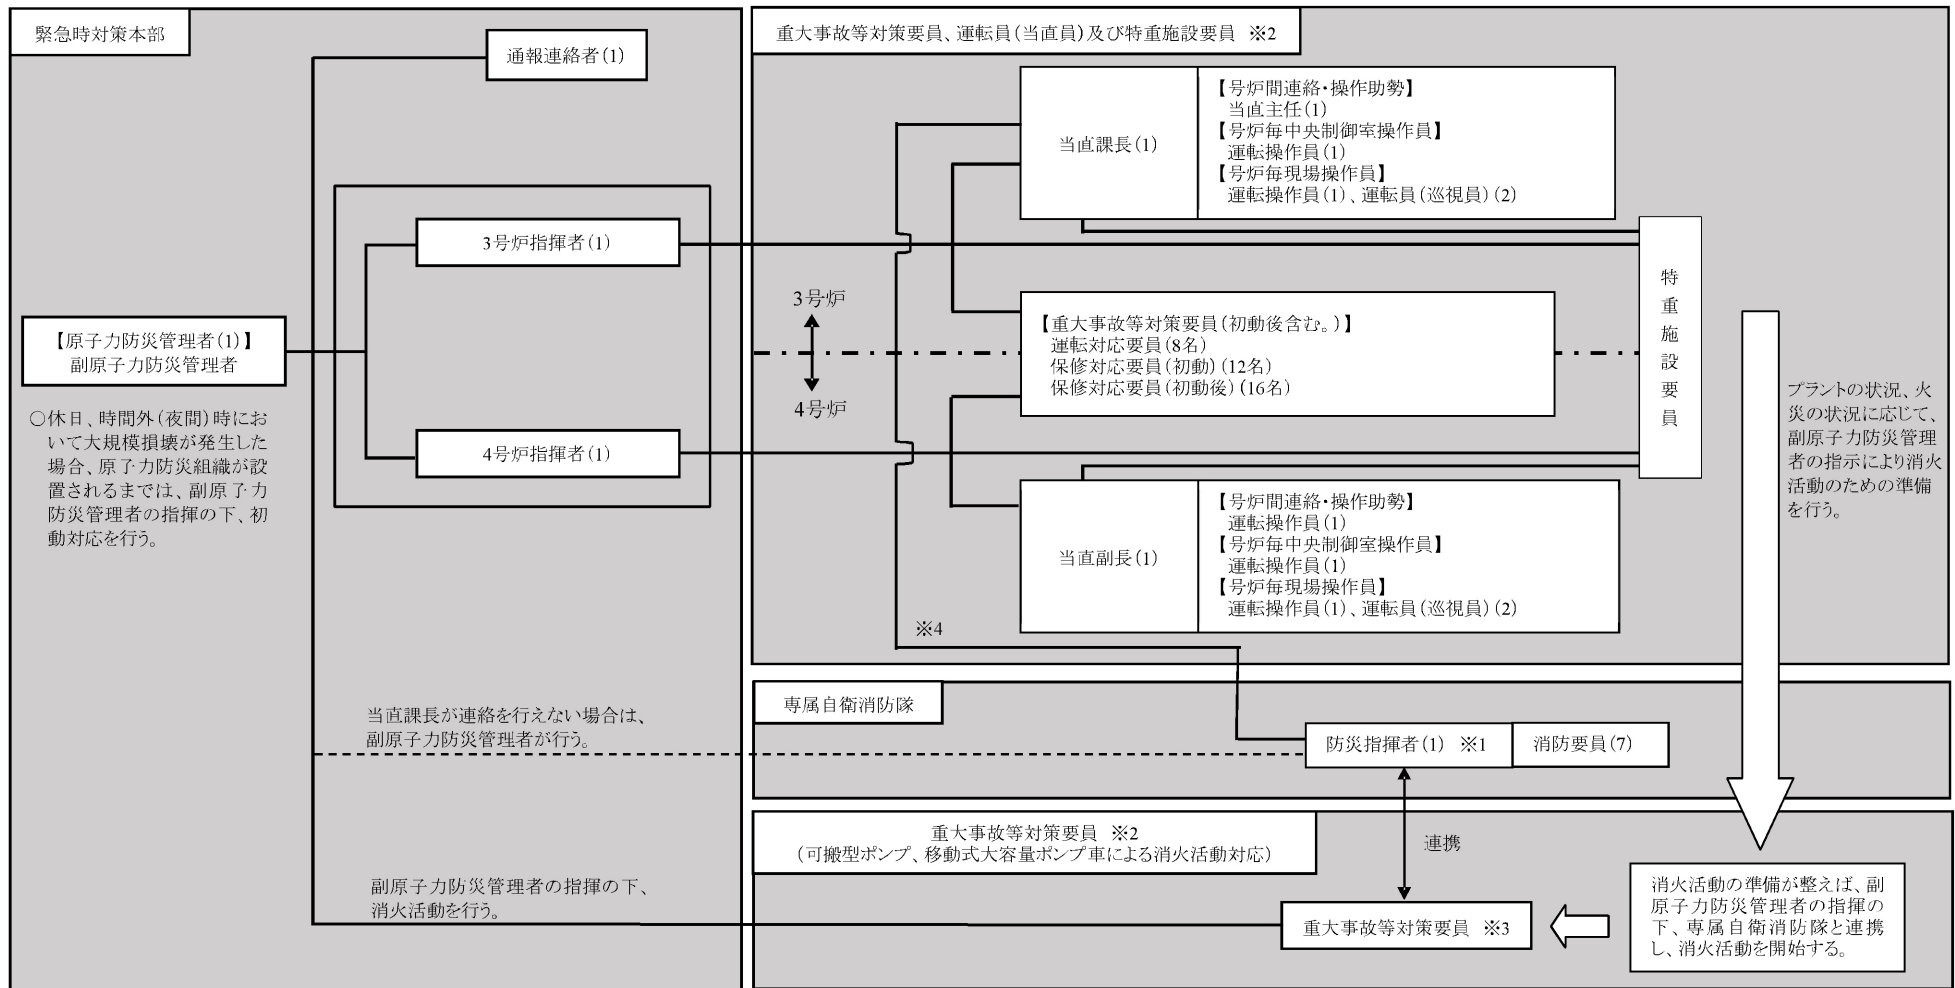 緊急時対策本部
通報連絡者(1)
3号炉指揮者(1)
【原子力防災管理者(1)】
副原子力防災管理者
4号炉指揮者(1)
○休日、時間外(夜間)時にお
いて大規模損壊が発生した
場合、原子力防災組織が設
置されるまでは、副原子力
防災管理者の指揮の下、初
動対応を行う。
当直課長が連絡を行えない場合は、
副原子力防災管理者が行う。
副原子力防災管理者の指揮の下、
消火活動を行う。
重大事故等対策要員、運転員(当直員)及び特重施設要員 ※2
当直課長(1)
【号炉間連絡・操作助勢】
当直主任(1)
【号炉毎中央制御室操作員】
運転操作員(1)
【号炉毎現場操作員】
運転操作員(1)、運転員(巡視員)(2)
3号炉
4号炉
【重大事故等対策要員(初動後含む。)】
運転対応要員(8名)
保修対応要員(初動)(12名)
保修対応要員(初動後)(16名)
特重施設要員
当直副長(1)
【号炉間連絡・操作助勢】
運転操作員(1)
【号炉毎中央制御室操作員】
運転操作員(1)
【号炉毎現場操作員】
運転操作員(1)、運転員(巡視員)(2)
※4
プラントの状況、火
災の状況に応じて、
副原子力防災管理
者の指示により消火
活動のための準備
を行う。
専属自衛消防隊
防災指揮者(1) ※1
消防要員(7)
連携
重大事故等対策要員 ※2
(可搬型ポンプ、移動式大容量ポンプ車による消火活動対応)
重大事故等対策要員 ※3
消火活動の準備が整えば、副
原子力防災管理者の指揮の
下、専属自衛消防隊と連携
し、消火活動を開始する。